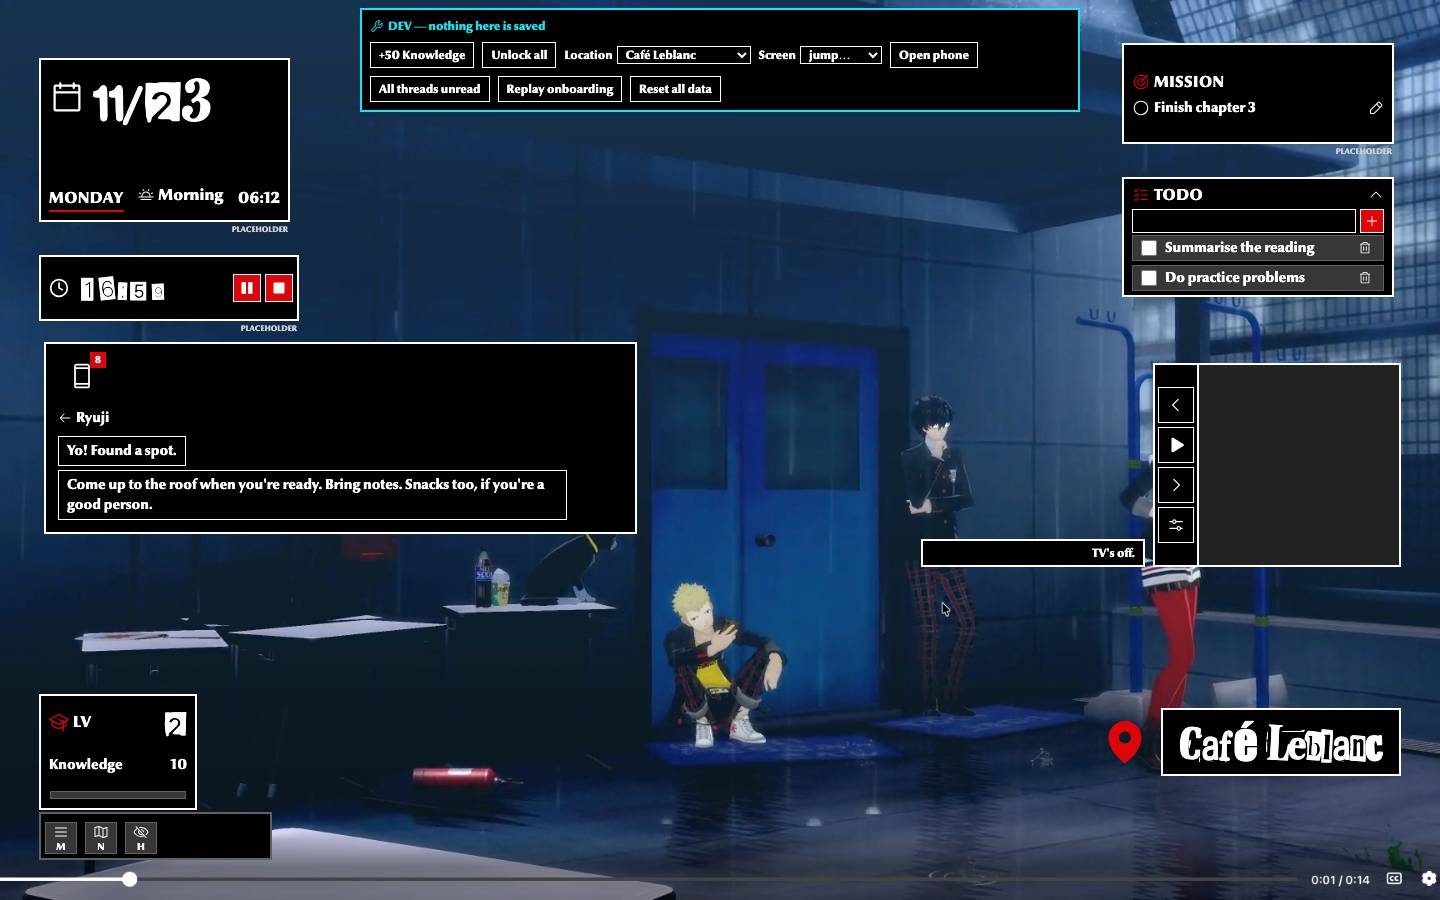 DEV — nothing here is saved
+50 Knowledge
Unlock all
Location
Café Leblanc
Screen
jump...
Open phone
All threads unread
Replay onboarding
Reset all data
11/23
MONDAY
Morning
06:12
PLACEHOLDER
16:59
PLACEHOLDER
8
Ryuji
Yo! Found a spot.
Come up to the roof when you're ready. Bring notes. Snacks too, if you're a
good person.
MISSION
Finish chapter 3
PLACEHOLDER
TODO
Summarise the reading
Do practice problems
TV's off.
LV
2
Knowledge
10
M
N
H
Café Leblanc
0:01 / 0:14
CC